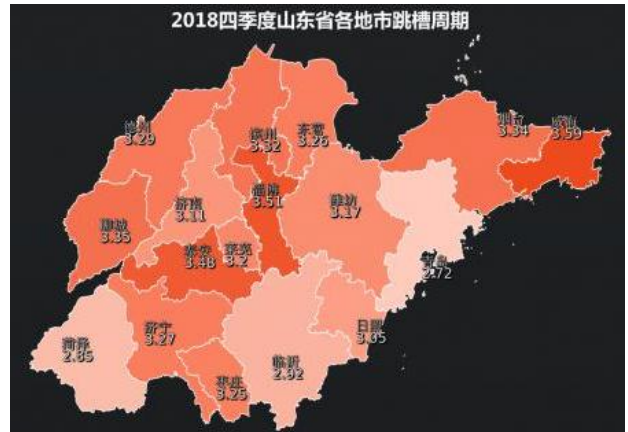 2018四季度山东省各地市跳槽周期
烟台
3.34
威海
3.59
德州
3.29
滨州
3.32
东营
3.26
淄博
3.51
潍坊
3.17
济南
3.11
聊城
3.35
泰安
3.48
莱芜
3.2
青岛
2.72
菏泽
2.85
济宁
3.27
日照
3.05
临沂
2.92
枣庄
3.25